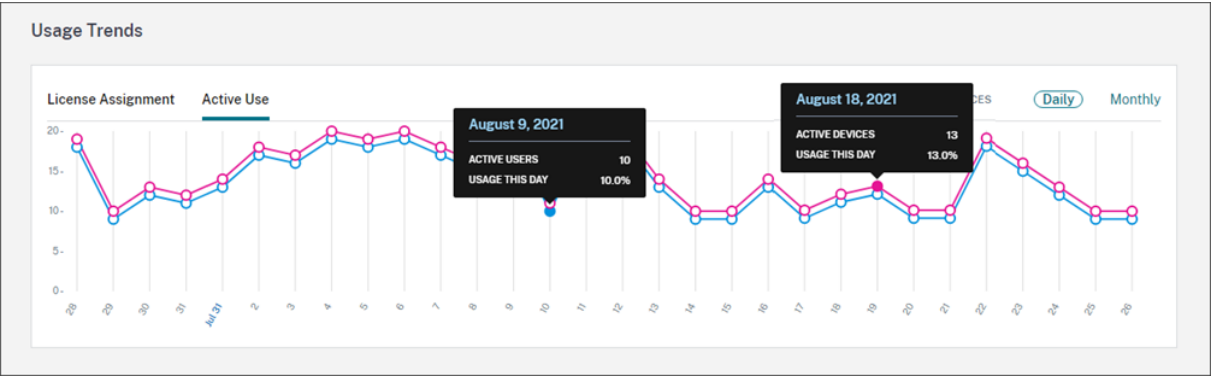 Usage Trends
License Assignment Active Use
CES Daily Monthly
August 9, 2021
ACTIVE USERS 10
USAGE THIS DAY 10.0%
August 18, 2021
ACTIVE DEVICES 13
USAGE THIS DAY 13.0%
20-
15-
10-
5-
0-
28 29 30 31 Jul 31 2 3 4 5 6 7 8 9 10 11 12 13 14 15 16 17 18 19 20 21 22 23 24 25 26